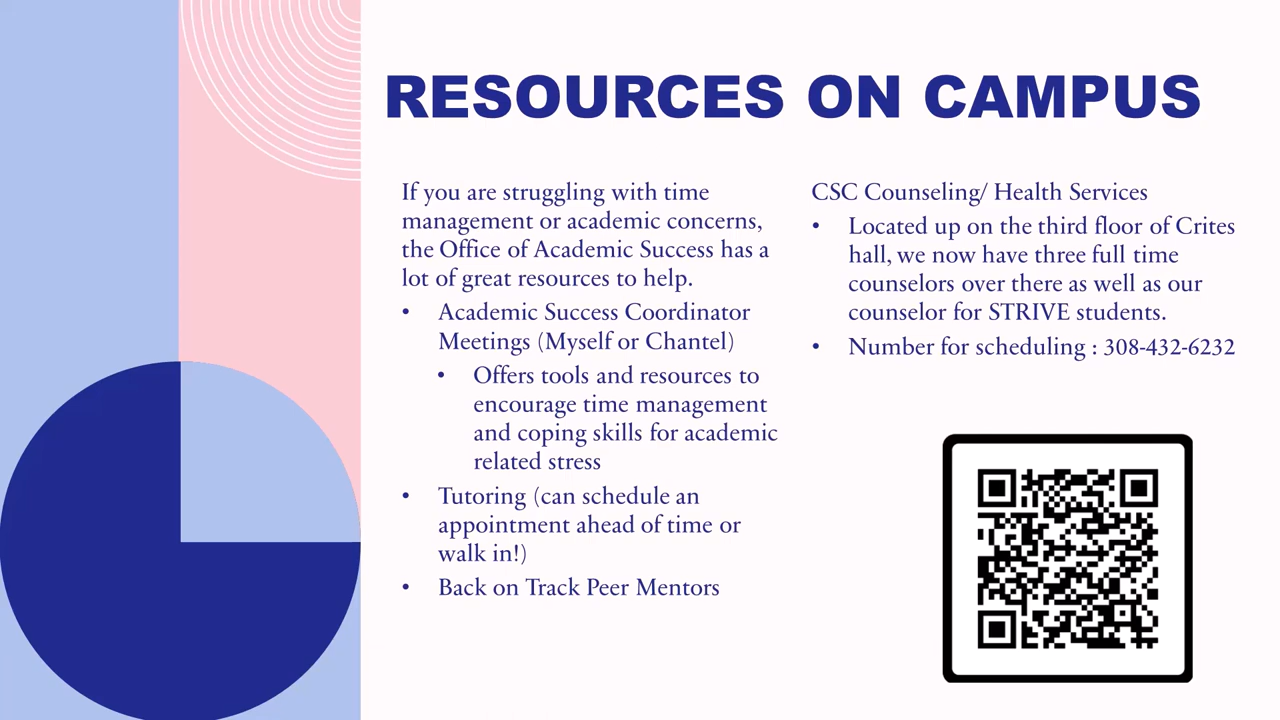 RESOURCES ON CAMPUS
If you are struggling with time
management or academic concerns,
the Office of Academic Success has a
lot of great resources to help.
• Academic Success Coordinator
Meetings (Myself or Chantel)
• Offers tools and resources to
encourage time management
and coping skills for academic
related stress
• Tutoring (can schedule an
appointment ahead of time or
walk in!)
• Back on Track Peer Mentors
CSC Counseling/ Health Services
• Located up on the third floor of Crites
hall, we now have three full time
counselors over there as well as our
counselor for STRIVE students.
• Number for scheduling : 308-432-6232